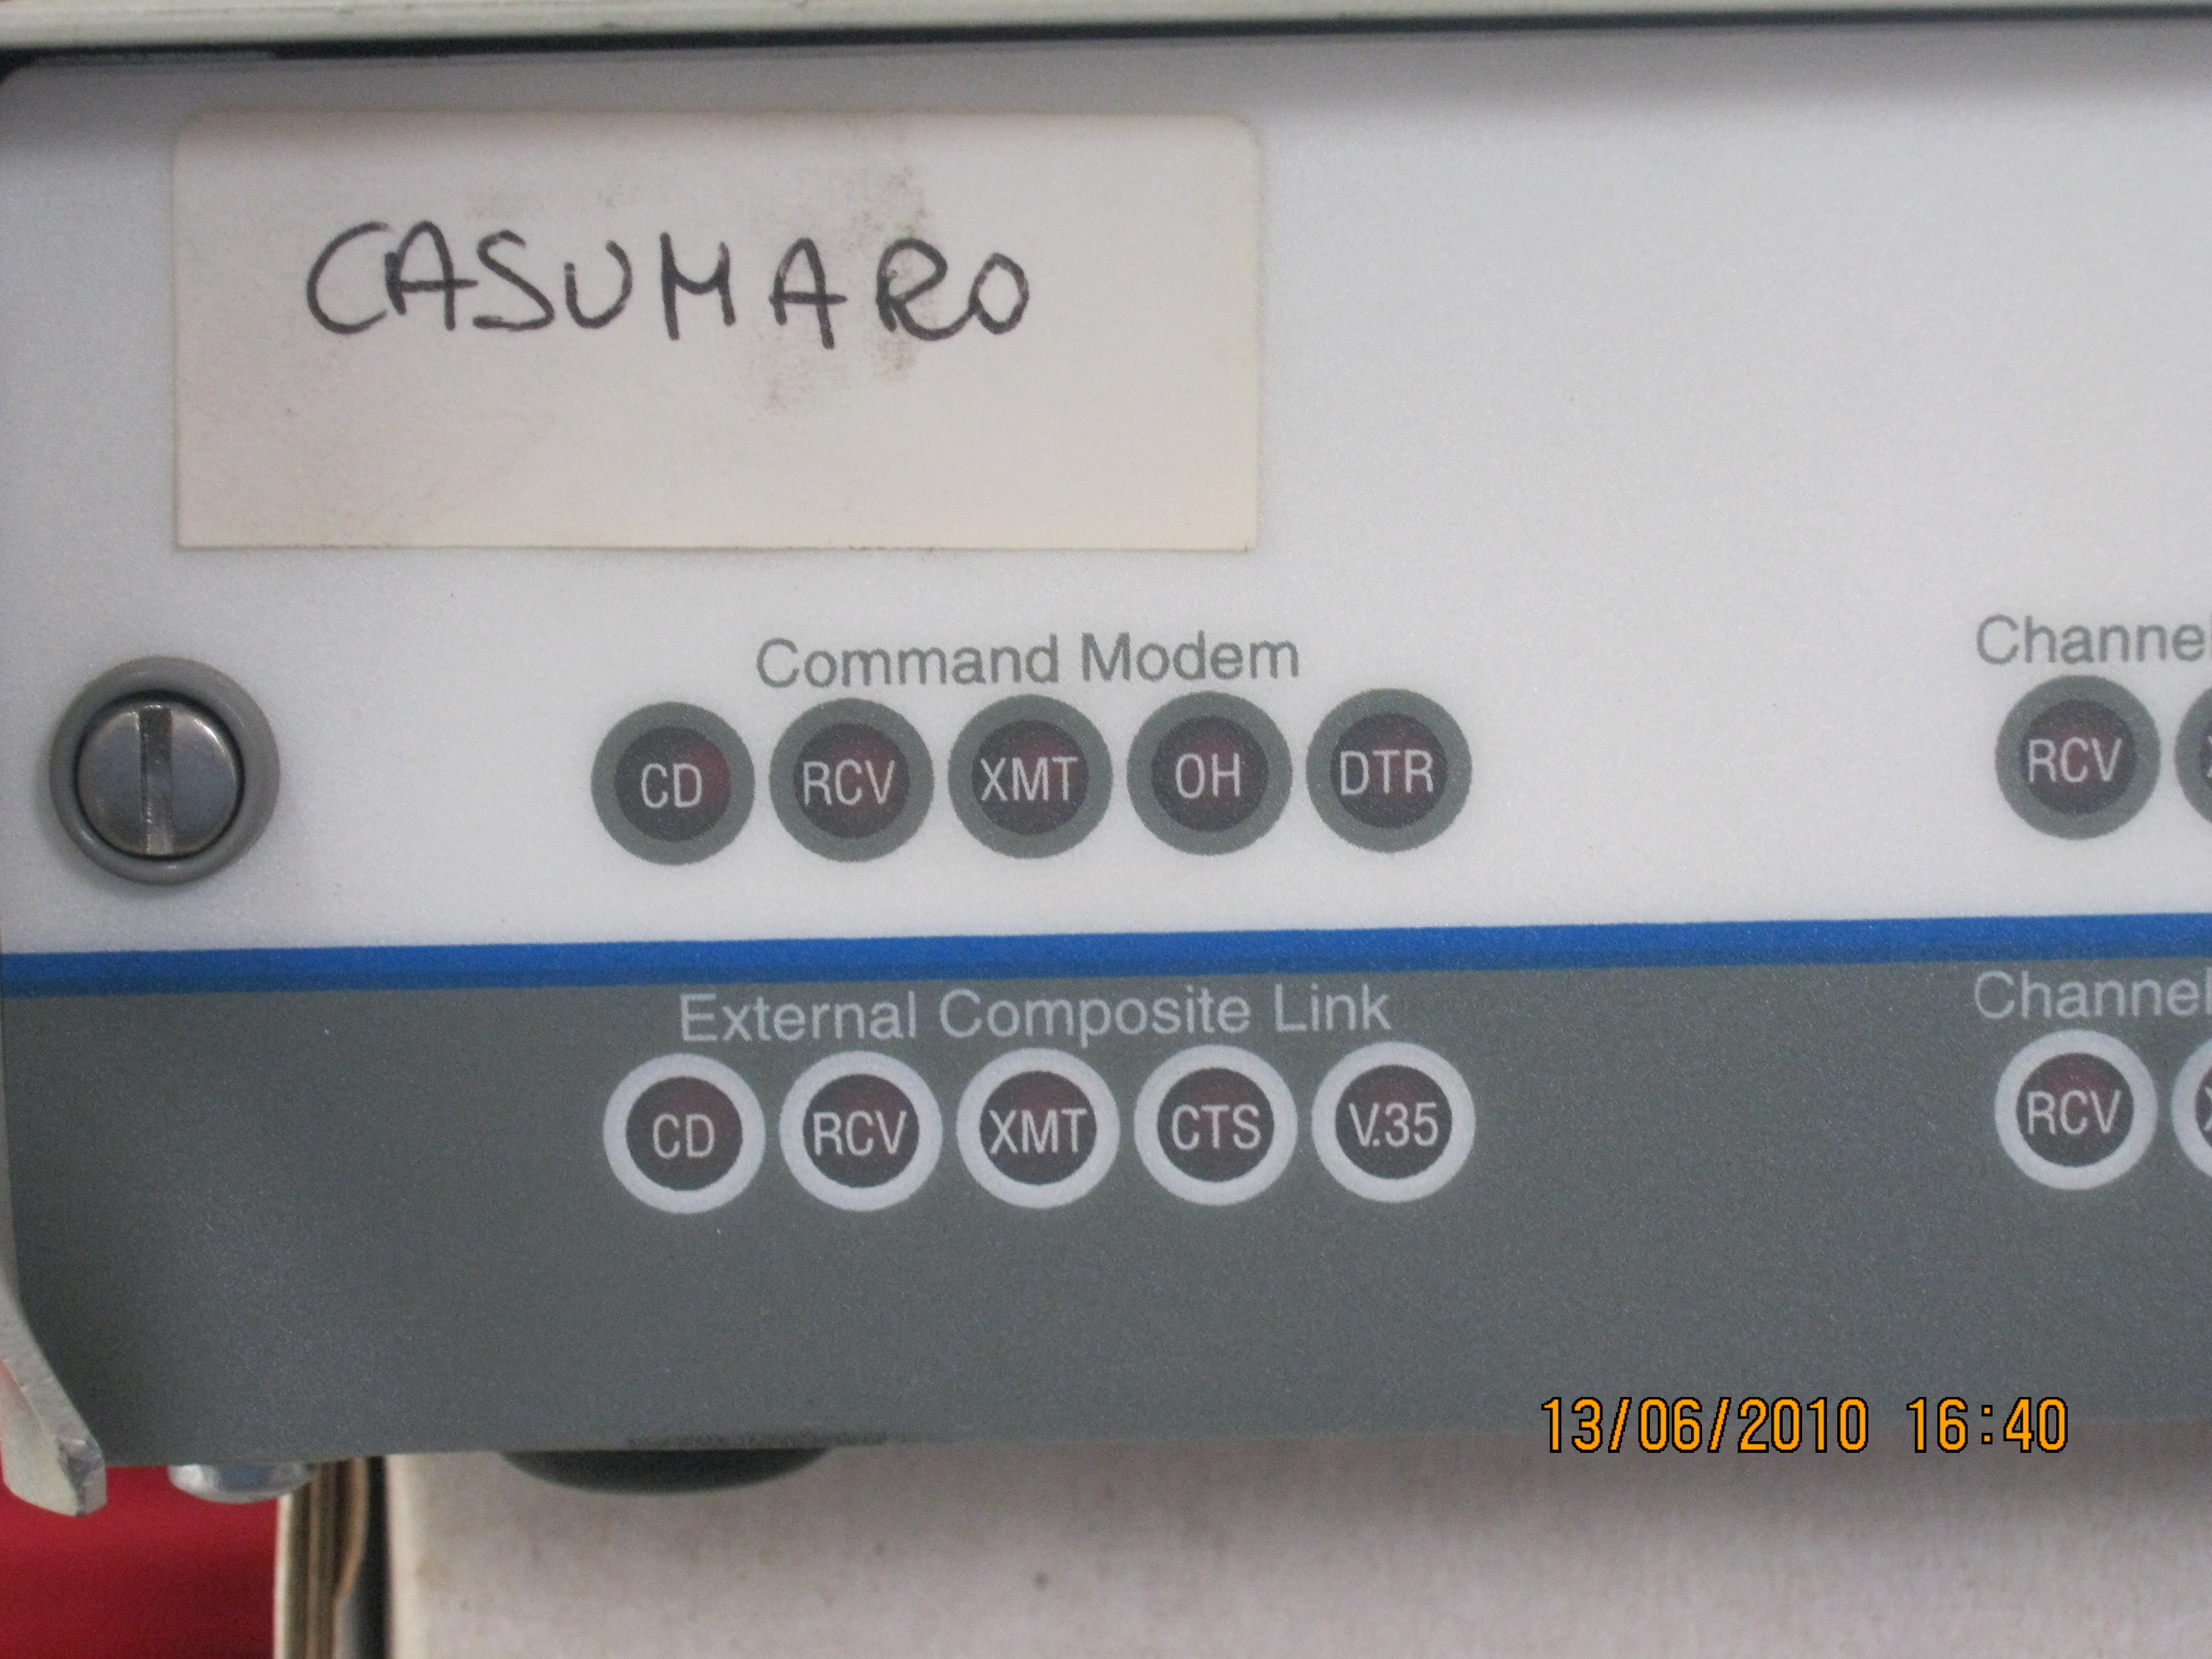 CASUMARO
Command Modem
CD RCV XMT OH DTR
Channel
RCV
External Composite Link
CD RCV XMT CTS V.35
Channel
RCV
13/06/2010 16:40